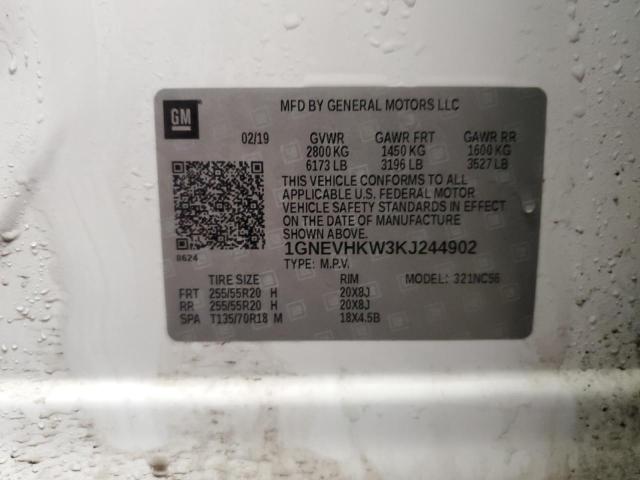 MFD BY GENERAL MOTORS LLC
GM
02/19 GVWR GAWR FRT GAWR RR
2800 KG 1450 KG 1600 KG
6173 LB 3196 LB 3527 LB
THIS VEHICLE CONFORMS TO ALL
APPLICABLE U.S. FEDERAL MOTOR
VEHICLE SAFETY STANDARDS IN EFFECT
ON THE DATE OF MANUFACTURE
SHOWN ABOVE.
8624
1GNEVHKW3KJ244902
TYPE: M.P.V.
MODEL: 321NC56
TIRE SIZE RIM
FRT 255/55R20 H 20X8J
RR 255/55R20 H 20X8J
SPA T135/70R18 M 18X4.5B